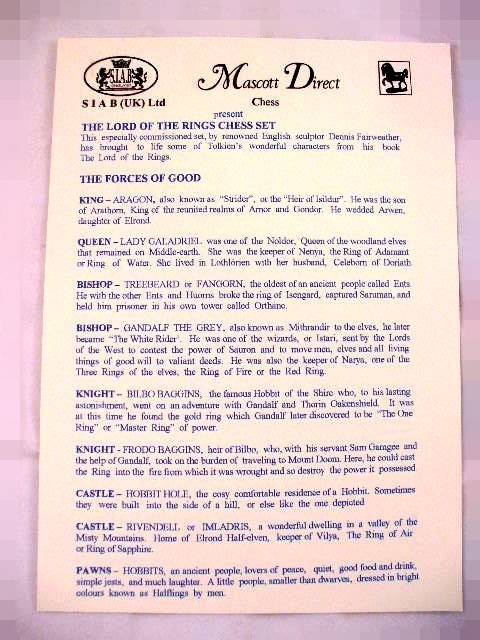 S.I.A.B
ENGLAND
S I A B (UK) Ltd
Mascott Direct
Chess
present
THE LORD OF THE RINGS CHESS SET
This especially commissioned set, by renowned English sculptor Dennis Fairweather,
has brought to life some of Tolkien's wonderful characters from his book
The Lord of the Rings.
THE FORCES OF GOOD
KING – ARAGON, also known as "Strider", or the "Heir of Isildur". He was the son
of Arathorn, King of the reunited realms of Arnor and Gondor. He wedded Arwen,
daughter of Elrond.
QUEEN – LADY GALADRIEL was one of the Noldor, Queen of the woodland elves
that remained on Middle-earth. She was the keeper of Nenya, the Ring of Adamant
or Ring of Water. She lived in Lothlórien with her husband, Celeborn of Doriath.
BISHOP – TREEBEARD or FANGORN, the oldest of an ancient people called Ents.
He with the other Ents and Huorns broke the ring of Isengard, captured Saruman, and
held him prisoner in his own tower called Orthanc.
BISHOP – GANDALF THE GREY, also known as Mithrandir to the elves, he later
became "The White Rider'. He was one of the wizards, or Istari, sent by the Lords
of the West to contest the power of Sauron and to move men, elves and all living
things of good will to valiant deeds. He was also the keeper of Narya, one of the
Three Rings of the elves, the Ring of Fire or the Red Ring.
KNIGHT – BILBO BAGGINS, the famous Hobbit of the Shire who, to his lasting
astonishment, went on an adventure with Gandalf and Thorin Oakenshield. It was
at this time he found the gold ring which Gandalf later discovered to be "The One
Ring" or "Master Ring" of power.
KNIGHT - FRODO BAGGINS, heir of Bilbo, who, with his servant Sam Gamgee and
the help of Gandalf, took on the burden of traveling to Mount Doom. Here, he could cast
the Ring into the fire from which it was wrought and so destroy the power it possessed
CASTLE – HOBBIT HOLE, the cosy comfortable residence of a Hobbit. Sometimes
they were built into the side of a hill, or else like the one depicted
CASTLE – RIVENDELL or IMLADRIS, a wonderful dwelling in a valley of the
Misty Mountains. Home of Elrond Half-elven, keeper of Vilya, The Ring of Air
or Ring of Sapphire.
PAWNS – HOBBITS, an ancient people, lovers of peace, quiet, good food and drink,
simple jests, and much laughter. A little people, smaller than dwarves, dressed in bright
colours known as Halflings by men.